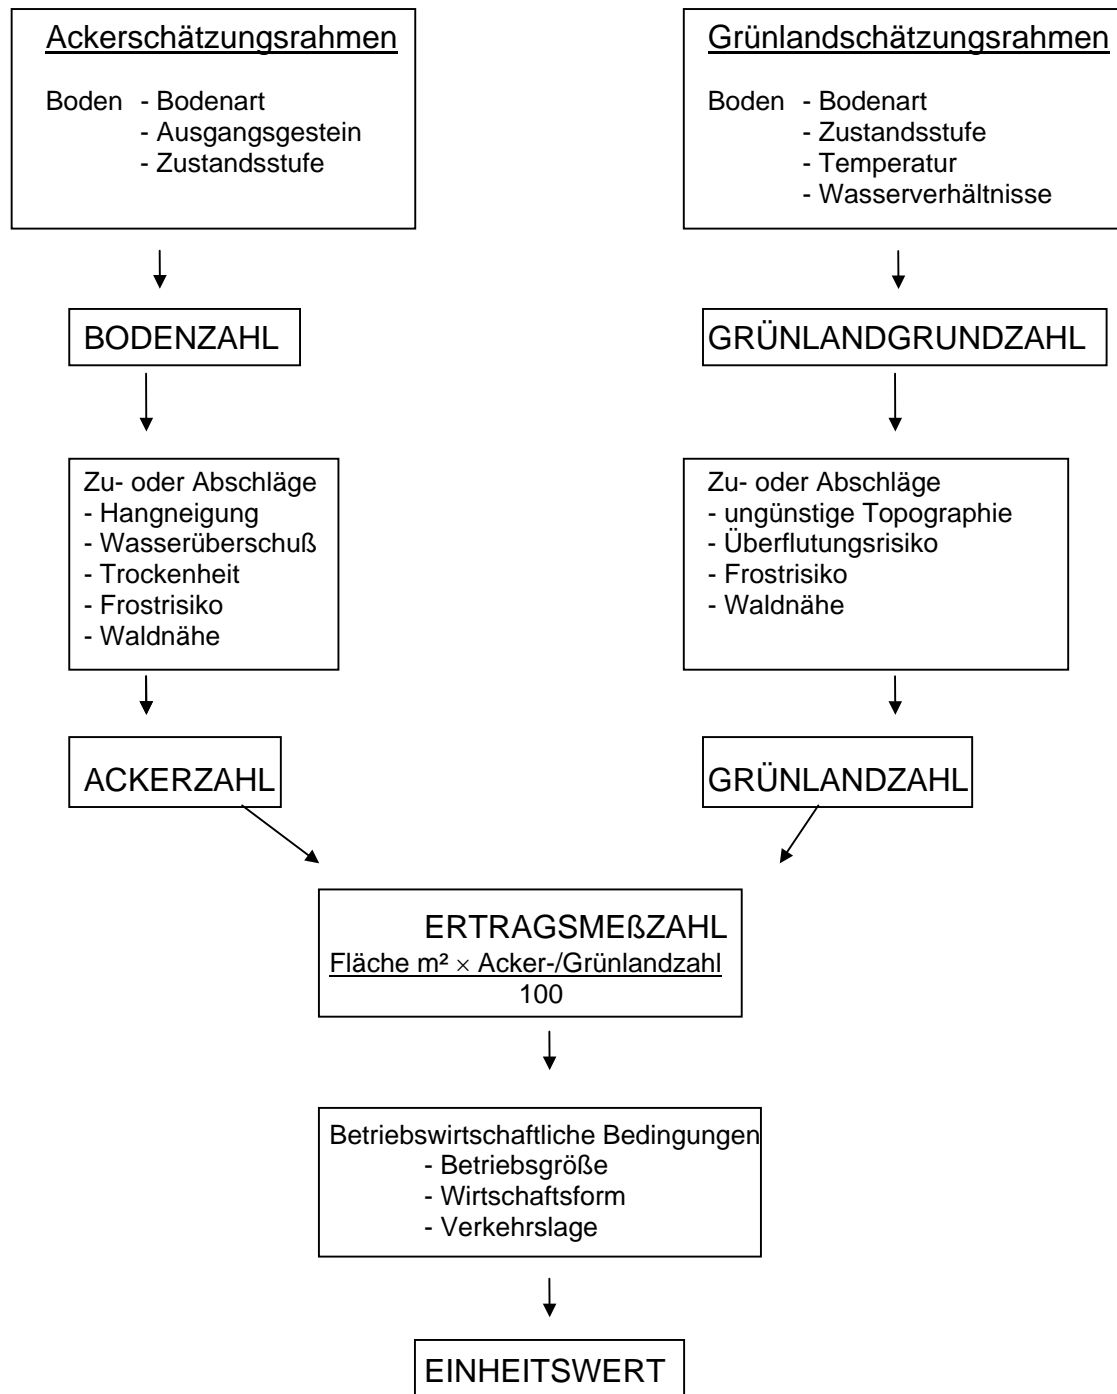 Ackerschätzungsrahmen
Boden - Bodenart
- Ausgangsgestein
- Zustandsstufe
BODENZAHL
Zu- oder Abschläge
- Hangneigung
- Wasserüberschuß
- Trockenheit
- Frostrisiko
- Waldnähe
ACKERZAHL
Grünlandschätzungsrahmen
Boden - Bodenart
- Zustandsstufe
- Temperatur
- Wasserverhältnisse
GRÜNLANDGRUNDZAHL
Zu- oder Abschläge
- ungünstige Topographie
- Überflutungsrisiko
- Frostrisiko
- Waldnähe
GRÜNLANDZAHL
ERTRAGSMEßZAHL
Fläche m² × Acker-/Grünlandzahl
100
Betriebswirtschaftliche Bedingungen
- Betriebsgröße
- Wirtschaftsform
- Verkehrslage
EINHEITSWERT